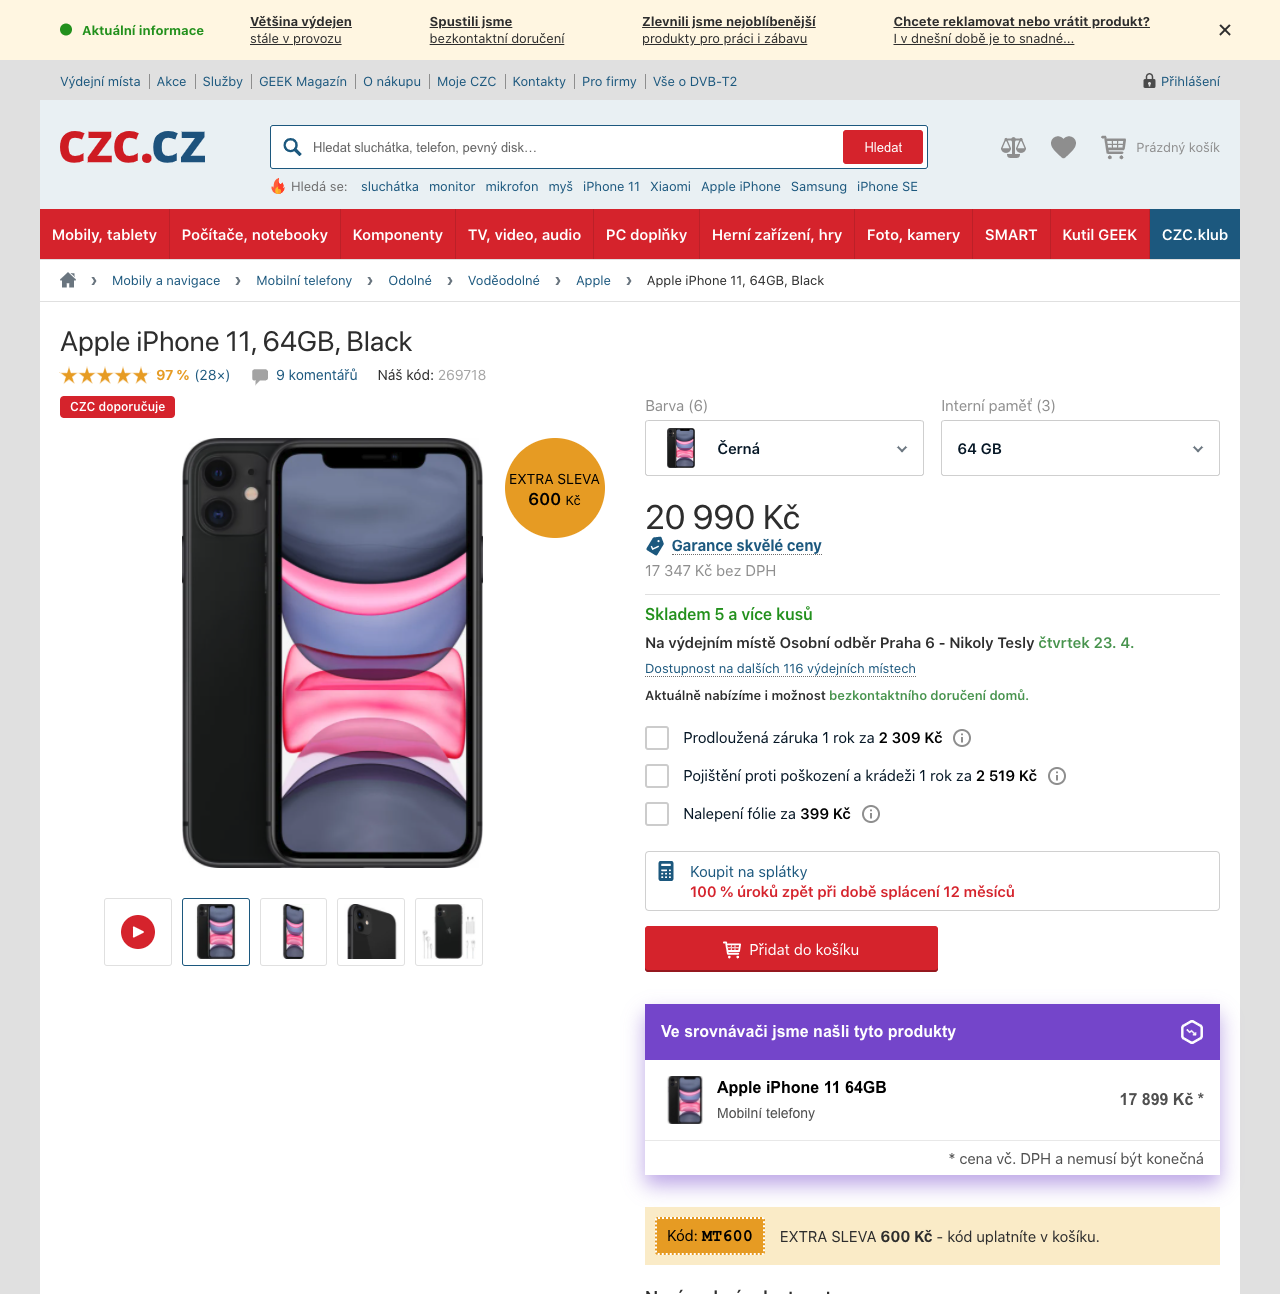 Aktuální informace
Většina výdejen
stále v provozu
Spustili jsme
bezkontaktní doručení
Zlevnili jsme nejoblíbenější
produkty pro práci i zábavu
Chcete reklamovat nebo vrátit produkt?
I v dnešní době je to snadné...
Výdejní místa | Akce | Služby | GEEK Magazín | O nákupu | Moje CZC | Kontakty | Pro firmy | Vše o DVB-T2
Přihlášení
CZC.CZ
Hledat sluchátka, telefon, pevný disk…
Hledat
Prázdný košík
Hledá se: sluchátka monitor mikrofon myš iPhone 11 Xiaomi Apple iPhone Samsung iPhone SE
Mobily, tablety Počítače, notebooky Komponenty TV, video, audio PC doplňky Herní zařízení, hry Foto, kamery SMART Kutil GEEK CZC.klub
› Mobily a navigace › Mobilní telefony › Odolné › Voděodolné › Apple › Apple iPhone 11, 64GB, Black
Apple iPhone 11, 64GB, Black
97 % (28×) 9 komentářů Náš kód: 269718
CZC doporučuje
EXTRA SLEVA
600 Kč
Barva (6)
Černá
Interní paměť (3)
64 GB
20 990 Kč
Garance skvělé ceny
17 347 Kč bez DPH
Skladem 5 a více kusů
Na výdejním místě Osobní odběr Praha 6 - Nikoly Tesly čtvrtek 23. 4.
Dostupnost na dalších 116 výdejních místech
Aktuálně nabízíme i možnost bezkontaktního doručení domů.
Prodloužená záruka 1 rok za 2 309 Kč
Pojištění proti poškození a krádeži 1 rok za 2 519 Kč
Nalepení fólie za 399 Kč
Koupit na splátky
100 % úroků zpět při době splácení 12 měsíců
Přidat do košíku
Ve srovnávači jsme našli tyto produkty
Apple iPhone 11 64GB
Mobilní telefony
17 899 Kč *
* cena vč. DPH a nemusí být konečná
Kód: MT600
EXTRA SLEVA 600 Kč - kód uplatníte v košíku.